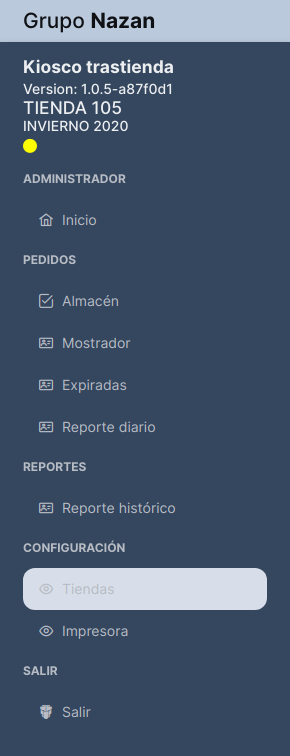 Grupo Nazan
Kiosco trastienda
Version: 1.0.5-a87f0d1
TIENDA 105
INVIERNO 2020
ADMINISTRADOR
Inicio
PEDIDOS
Almacén
Mostrador
Expiradas
Reporte diario
REPORTES
Reporte histórico
CONFIGURACIÓN
Tiendas
Impresora
SALIR
Salir